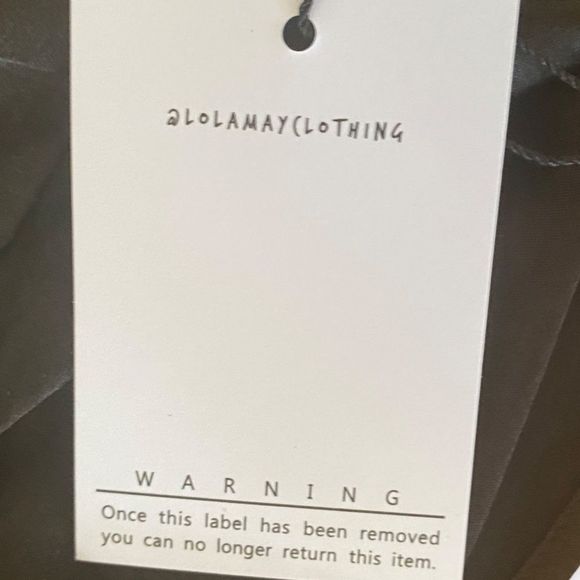 @LOLAMAYCLOTHING
WARNING
Once this label has been removed
you can no longer return this item.